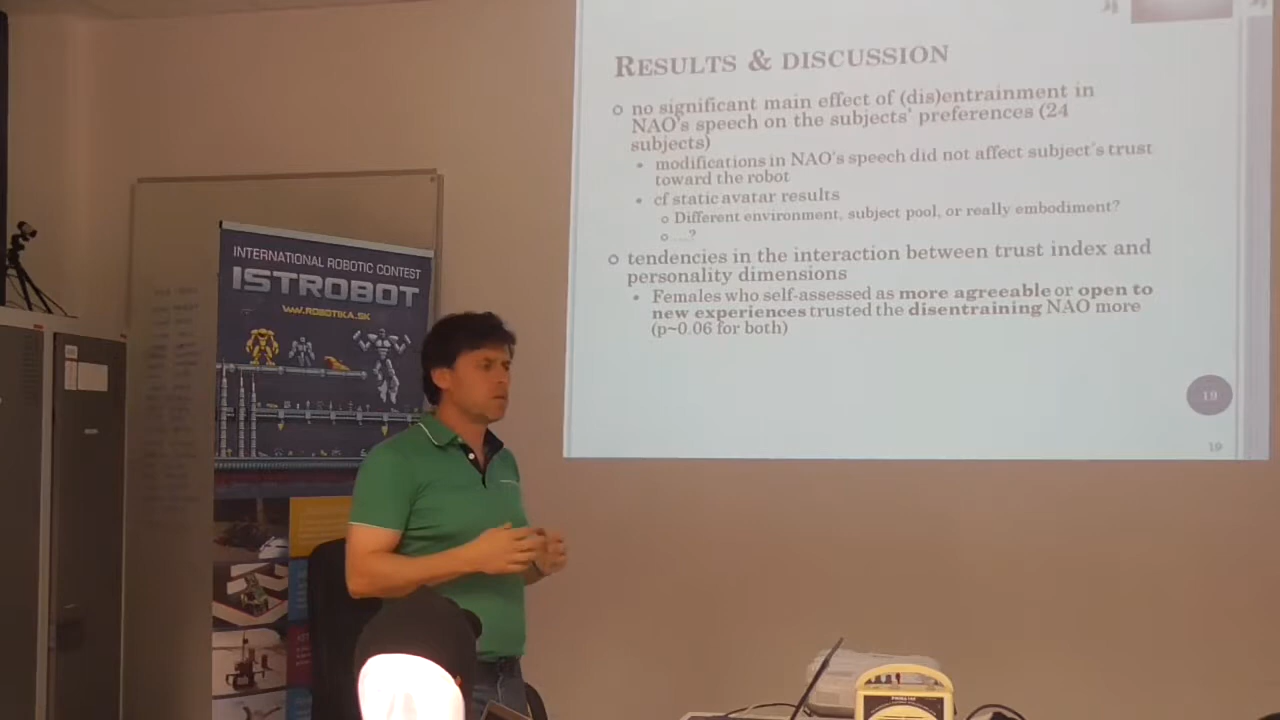 RESULTS & DISCUSSION
no significant main effect of (dis)entrainment in
NAO's speech on the subjects' preferences (24
subjects)
modifications in NAO's speech did not affect subject's trust
toward the robot
cf static avatar results
Different environment, subject pool, or really embodiment?
...?
tendencies in the interaction between trust index and
personality dimensions
Females who self-assessed as more agreeable or open to
new experiences trusted the disentraining NAO more
(p~0.06 for both)
19
19
INTERNATIONAL ROBOTIC CONTEST
ISTROBOT
WWW.ROBOTIKA.SK